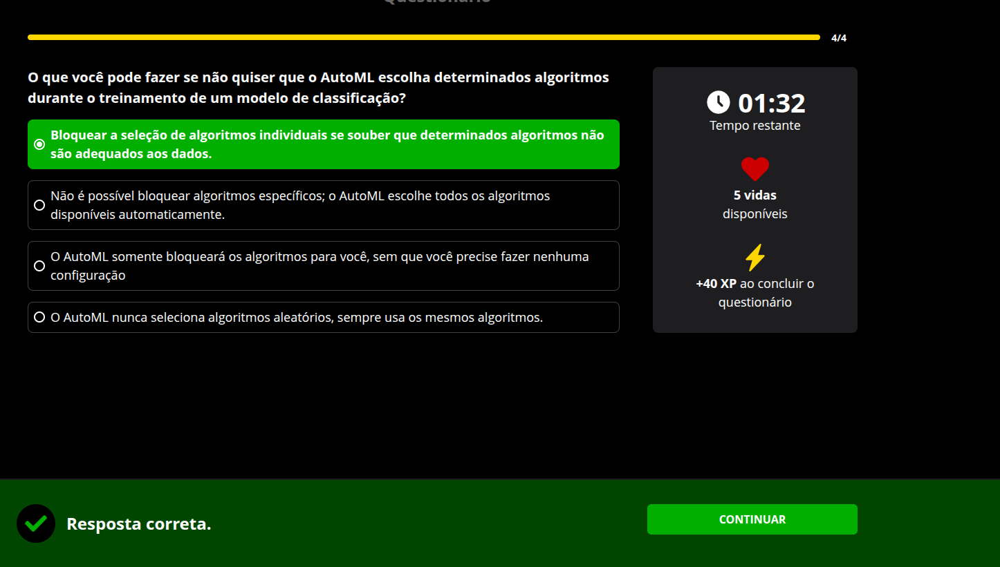 Questionário
4/4
O que você pode fazer se não quiser que o AutoML escolha determinados algoritmos
durante o treinamento de um modelo de classificação?
Bloquear a seleção de algoritmos individuais se souber que determinados algoritmos não
são adequados aos dados.
Não é possível bloquear algoritmos específicos; o AutoML escolhe todos os algoritmos
disponíveis automaticamente.
O AutoML somente bloqueará os algoritmos para você, sem que você precise fazer nenhuma
configuração
O AutoML nunca seleciona algoritmos aleatórios, sempre usa os mesmos algoritmos.
01:32
Tempo restante
5 vidas
disponíveis
+40 XP ao concluir o
questionário
Resposta correta.
CONTINUAR